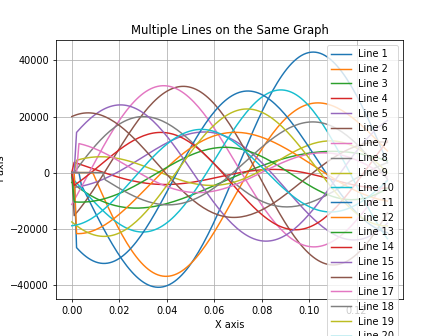 Multiple Lines on the Same Graph
40000
20000
0
−20000
−40000
0.00
0.02
0.04
0.06
0.08
0.10
X axis
Line 1
Line 2
Line 3
Line 4
Line 5
Line 6
Line 7
Line 8
Line 9
Line 10
Line 11
Line 12
Line 13
Line 14
Line 15
Line 16
Line 17
Line 18
Line 19
Line 20